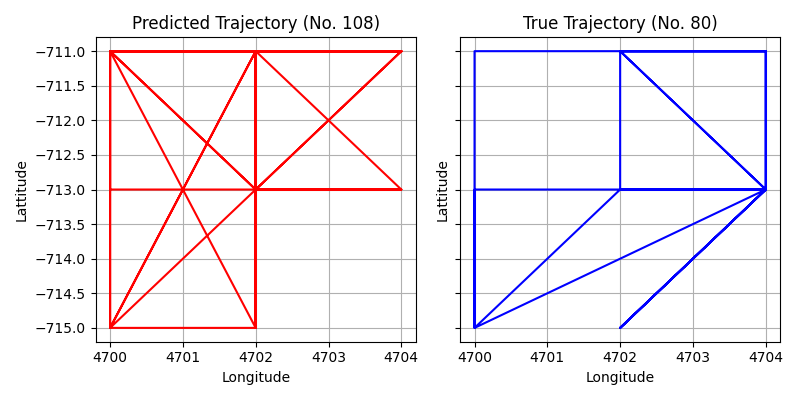 Predicted Trajectory (No. 108)
True Trajectory (No. 80)
−711.0
−711.5
−712.0
−712.5
−713.0
−713.5
−714.0
−714.5
−715.0
Lattitude
Lattitude
4700 4701 4702 4703 4704
4700 4701 4702 4703 4704
Longitude
Longitude